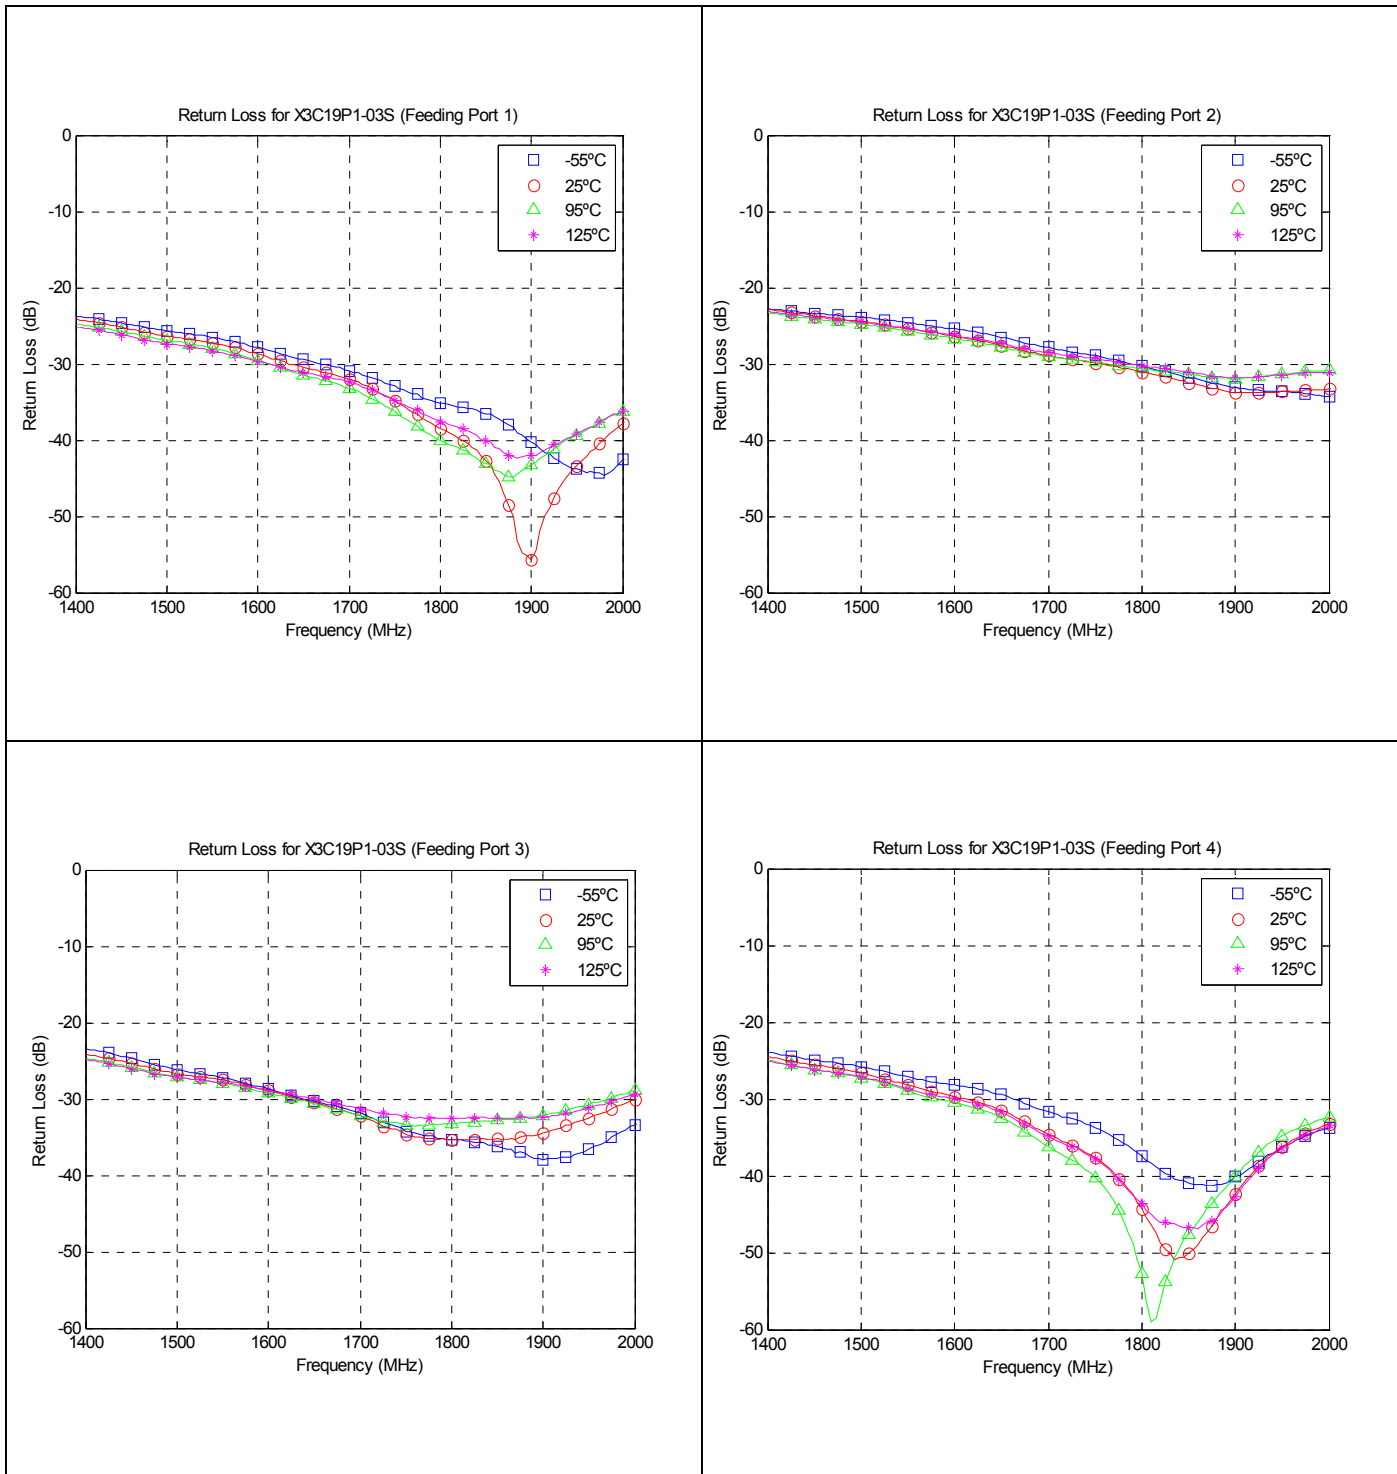 Return Loss for X3C19P1-03S (Feeding Port 1)
0
-10
-20
-30
-40
-50
-60
Return Loss (dB)
1400 1500 1600 1700 1800 1900 2000
Frequency (MHz)
-55ºC
25ºC
95ºC
125ºC
Return Loss for X3C19P1-03S (Feeding Port 2)
0
-10
-20
-30
-40
-50
-60
Return Loss (dB)
1400 1500 1600 1700 1800 1900 2000
Frequency (MHz)
-55ºC
25ºC
95ºC
125ºC
Return Loss for X3C19P1-03S (Feeding Port 3)
0
-10
-20
-30
-40
-50
-60
Return Loss (dB)
1400 1500 1600 1700 1800 1900 2000
Frequency (MHz)
-55ºC
25ºC
95ºC
125ºC
Return Loss for X3C19P1-03S (Feeding Port 4)
0
-10
-20
-30
-40
-50
-60
Return Loss (dB)
1400 1500 1600 1700 1800 1900 2000
Frequency (MHz)
-55ºC
25ºC
95ºC
125ºC